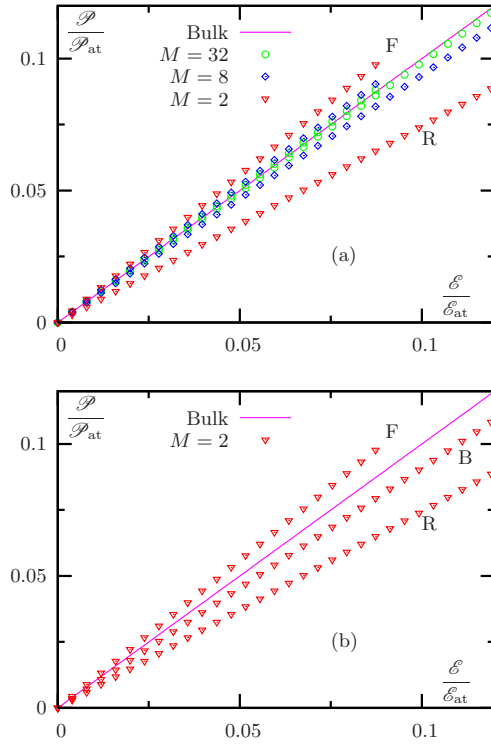 𝒫
𝒫at
0.1
0.05
0
Bulk
M = 32
M = 8
M = 2
F
R
(a)
ℰ
ℰat
0
0.05
0.1
𝒫
𝒫at
0.1
0.05
0
Bulk
M = 2
F
B
R
(b)
ℰ
ℰat
0
0.05
0.1